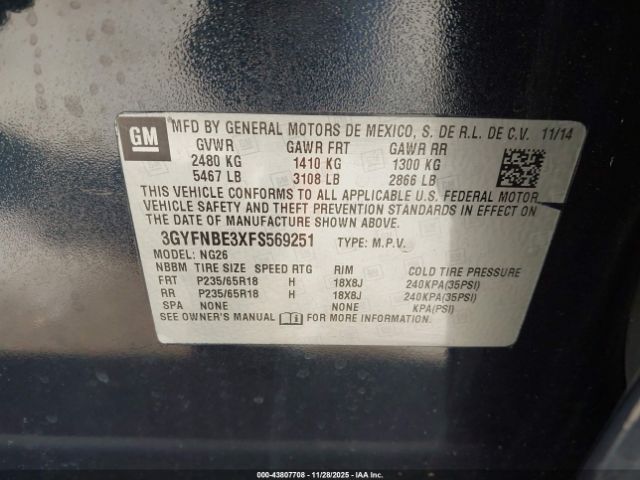 GM
MFD BY GENERAL MOTORS DE MEXICO, S. DE R.L. DE C.V. 11/14
GVWR GAWR FRT GAWR RR
2480 KG 1410 KG 1300 KG
5467 LB 3108 LB 2866 LB
THIS VEHICLE CONFORMS TO ALL APPLICABLE U.S. FEDERAL MOTOR
VEHICLE SAFETY AND THEFT PREVENTION STANDARDS IN EFFECT ON
THE DATE OF MANUFACTURE SHOWN ABOVE.
3GYFNBE3XFS569251 TYPE: M.P.V.
MODEL: NG26
NBBM TIRE SIZE SPEED RTG RIM COLD TIRE PRESSURE
FRT P235/65R18 H 18X8J 240KPA(35PSI)
RR P235/65R18 H 18X8J 240KPA(35PSI)
SPA NONE NONE KPA(PSI)
SEE OWNER'S MANUAL FOR MORE INFORMATION.
000-43807708 - 11/28/2025 - IAA Inc.